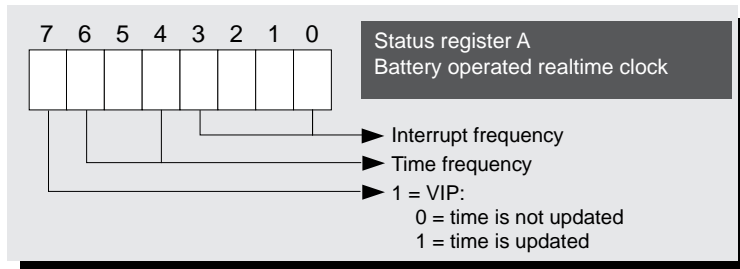 7 6 5 4 3 2 1 0
Status register A
Battery operated realtime clock
Interrupt frequency
Time frequency
1 = VIP:
0 = time is not updated
1 = time is updated